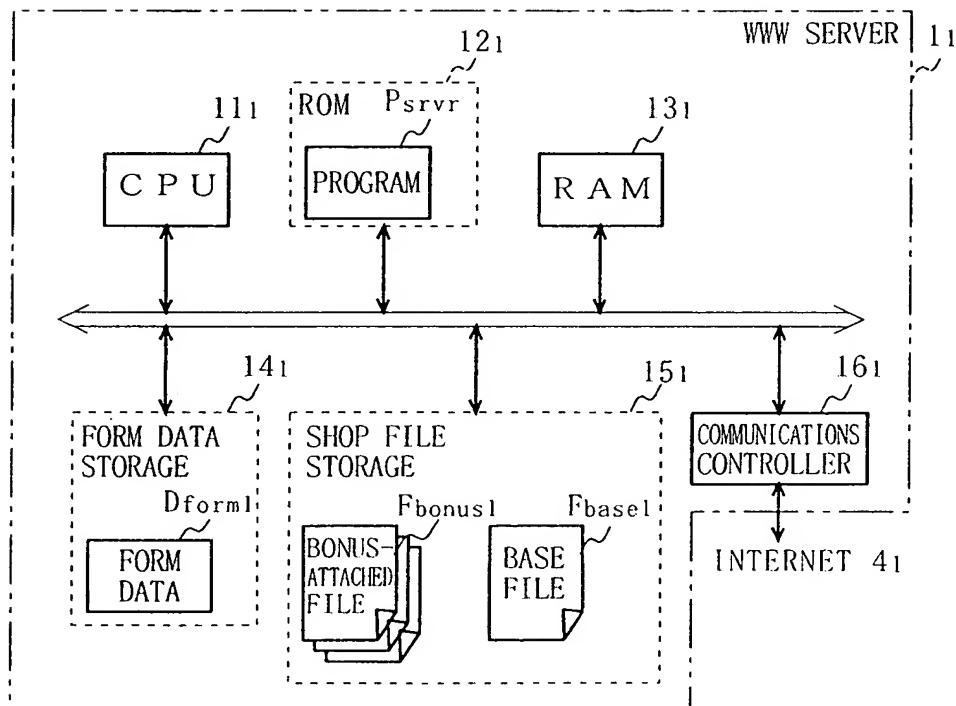 WWW SERVER
1₁
12₁
ROM
Psrvr
PROGRAM
11₁
CPU
13₁
RAM
14₁
FORM DATA
STORAGE
Dform1
FORM
DATA
15₁
SHOP FILE
STORAGE
Fbonus1
BONUS-
ATTACHED
FILE
Fbase1
BASE
FILE
16₁
COMMUNICATIONS
CONTROLLER
INTERNET 4₁